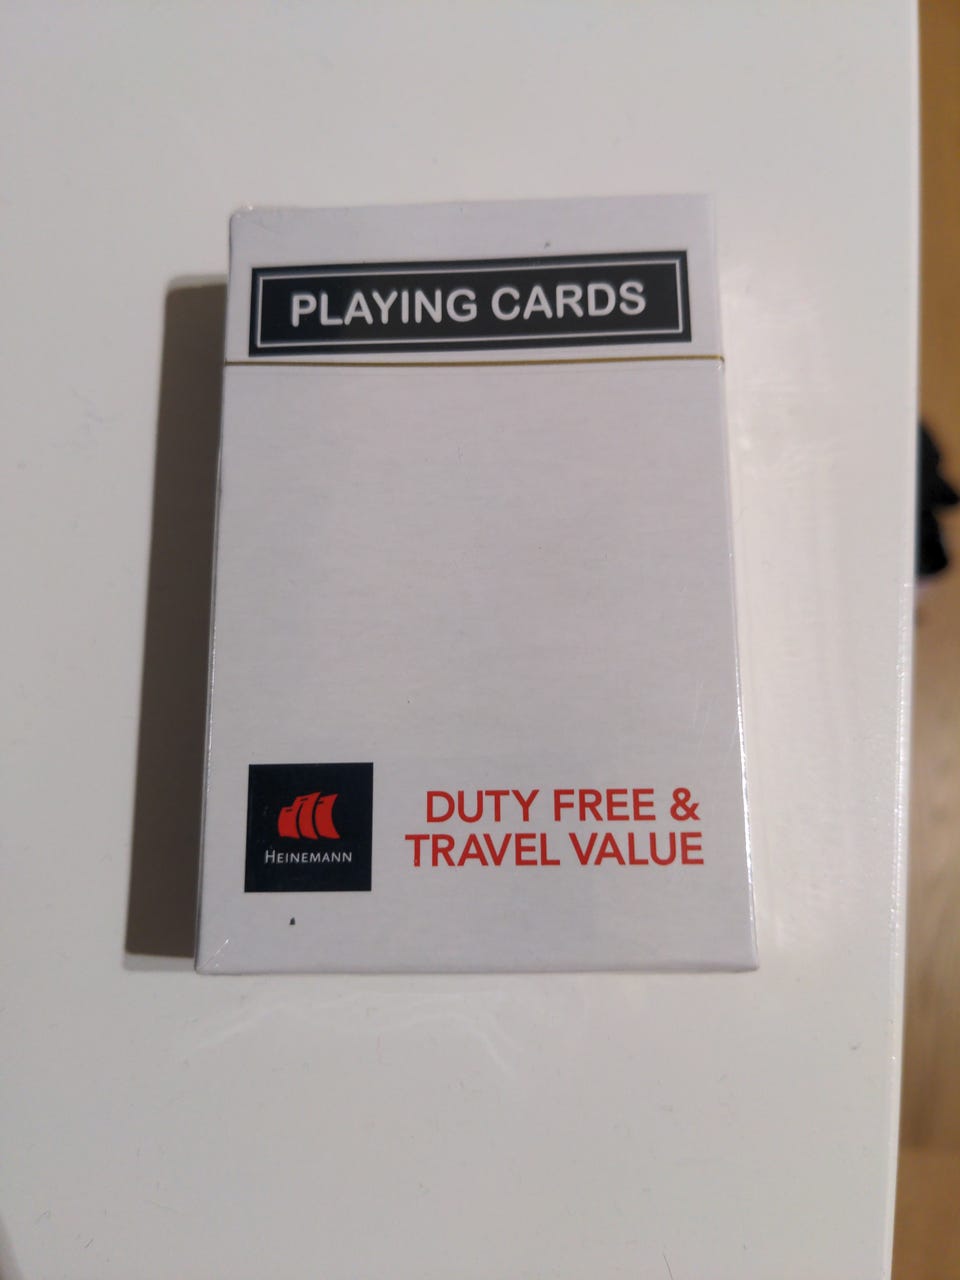 PLAYING CARDS
HEINEMANN
DUTY FREE &
TRAVEL VALUE